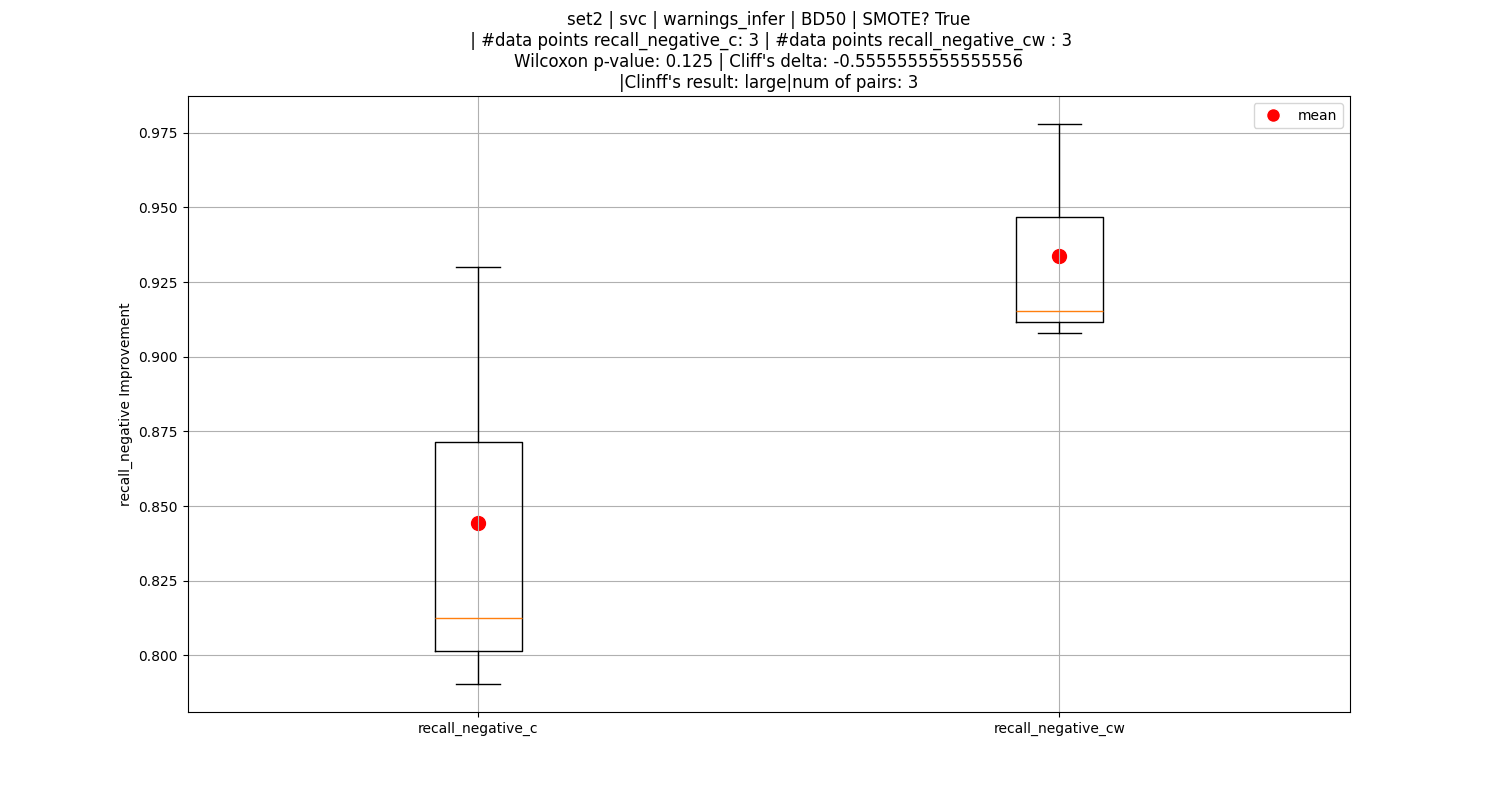 set2 | svc | warnings_infer | BD50 | SMOTE? True
| #data points recall_negative_c: 3 | #data points recall_negative_cw : 3
Wilcoxon p-value: 0.125 | Cliff's delta: -0.5555555555555556
|Clinff's result: large|num of pairs: 3
mean
0.975
0.950
0.925
0.900
0.875
0.850
0.825
0.800
recall_negative Improvement
recall_negative_c
recall_negative_cw